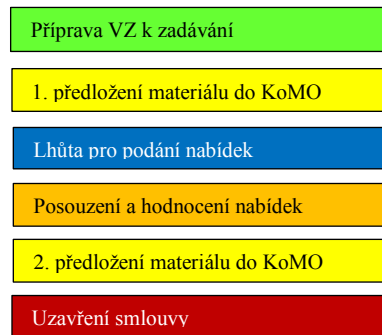 Příprava VZ k zadávání
1. předložení materiálu do KoMO
Lhůta pro podání nabídek
Posouzení a hodnocení nabídek
2. předložení materiálu do KoMO
Uzavření smlouvy